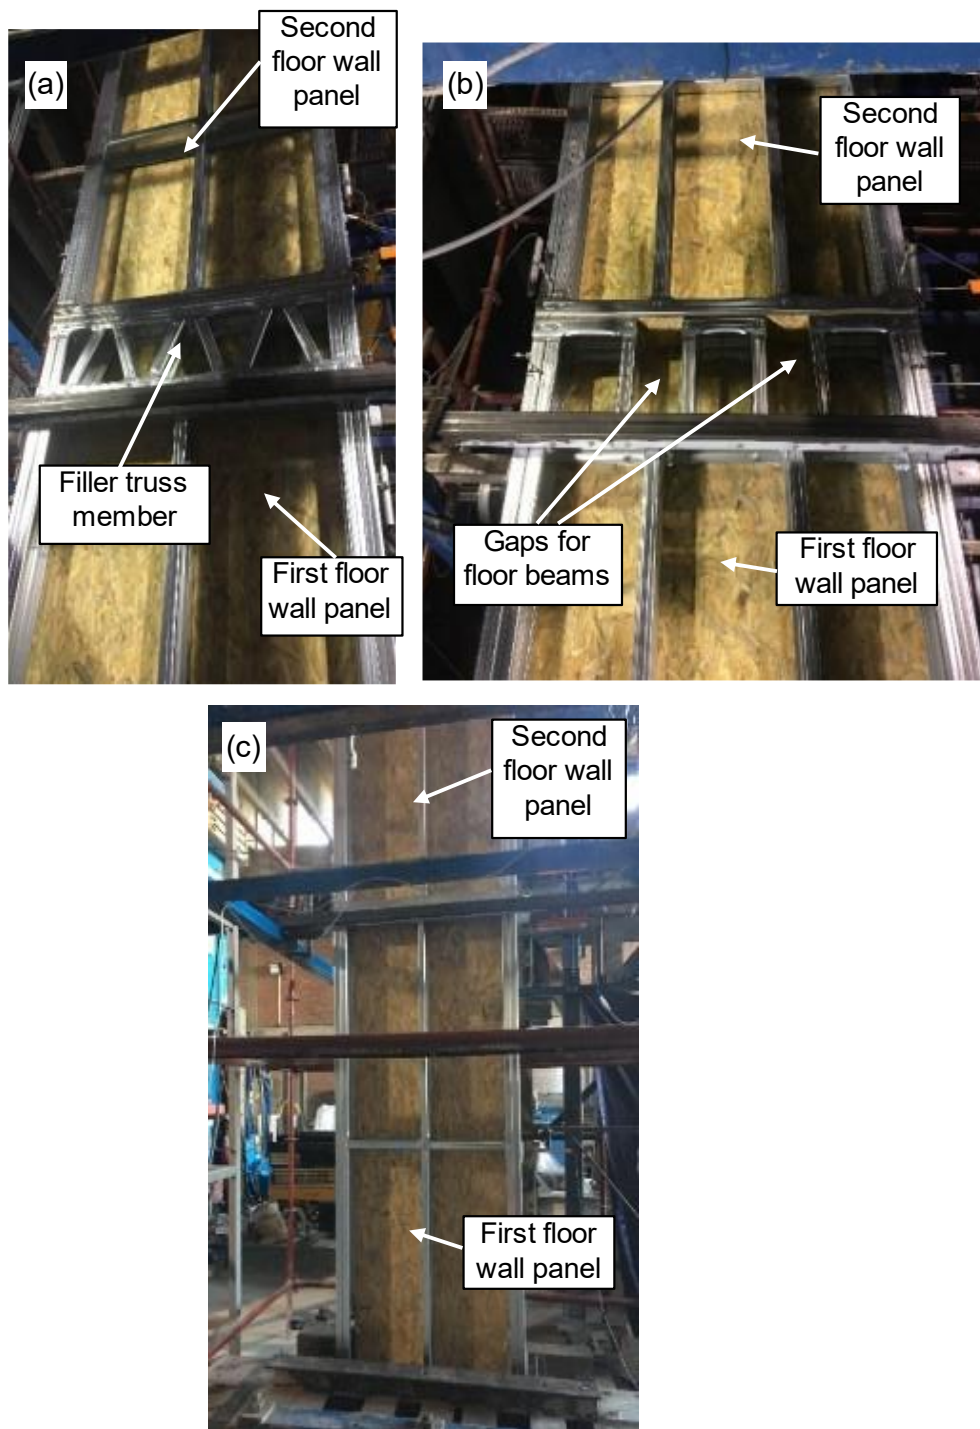 (a)
Second
floor wall
panel
Filler truss
member
First floor
wall panel
(b)
Second
floor wall
panel
Gaps for
floor beams
First floor
wall panel
(c)
Second
floor wall
panel
First floor
wall panel